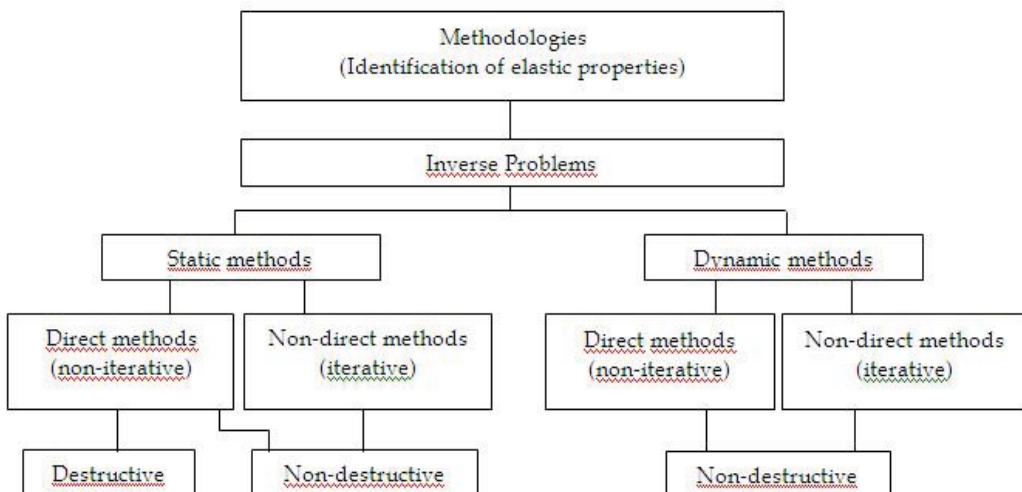 Methodologies
(Identification of elastic properties)
Inverse Problems
Static methods
Dynamic methods
Direct methods
(non-iterative)
Non-direct methods
(iterative)
Direct methods
(non-iterative)
Non-direct methods
(iterative)
Destructive
Non-destructive
Non-destructive